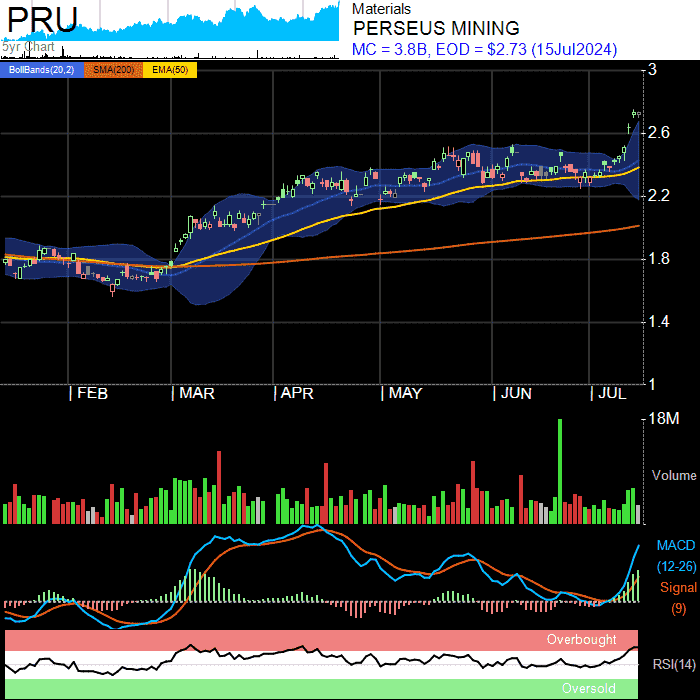 PRU
5yr Chart
Materials
PERSEUS MINING
MC = 3.8B, EOD = $2.73 (15Jul2024)
BollBands(20,2) SMA(200) EMA(50)
3
2.6
2.2
1.8
1.4
1
FEB MAR APR MAY JUN JUL
18M
Volume
MACD
(12-26)
Signal
(9)
Overbought
RSI(14)
Oversold